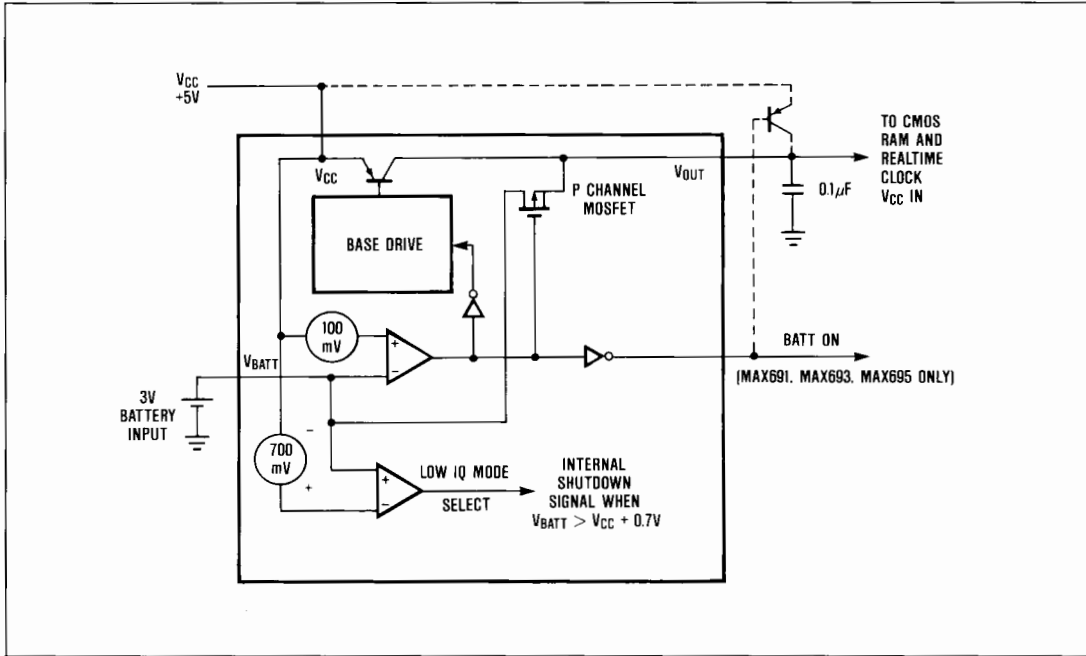 VCC
+5V
TO CMOS
RAM AND
REALTIME
CLOCK
VCC IN
VCC
VOUT
P CHANNEL
MOSFET
0.1μF
BASE DRIVE
100
mV
+
−
VBATT
BATT ON
(MAX691, MAX693, MAX695 ONLY)
3V
BATTERY
INPUT
−
700
mV
+
+
−
LOW IQ MODE
SELECT
INTERNAL
SHUTDOWN
SIGNAL WHEN
VBATT > VCC + 0.7V